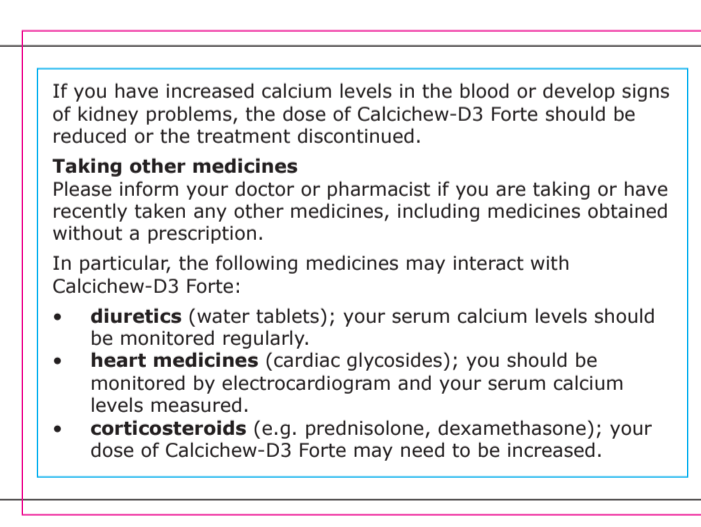 If you have increased calcium levels in the blood or develop signs
of kidney problems, the dose of Calcichew-D3 Forte should be
reduced or the treatment discontinued.
Taking other medicines
Please inform your doctor or pharmacist if you are taking or have
recently taken any other medicines, including medicines obtained
without a prescription.
In particular, the following medicines may interact with
Calcichew-D3 Forte:
• diuretics (water tablets); your serum calcium levels should
be monitored regularly.
• heart medicines (cardiac glycosides); you should be
monitored by electrocardiogram and your serum calcium
levels measured.
• corticosteroids (e.g. prednisolone, dexamethasone); your
dose of Calcichew-D3 Forte may need to be increased.